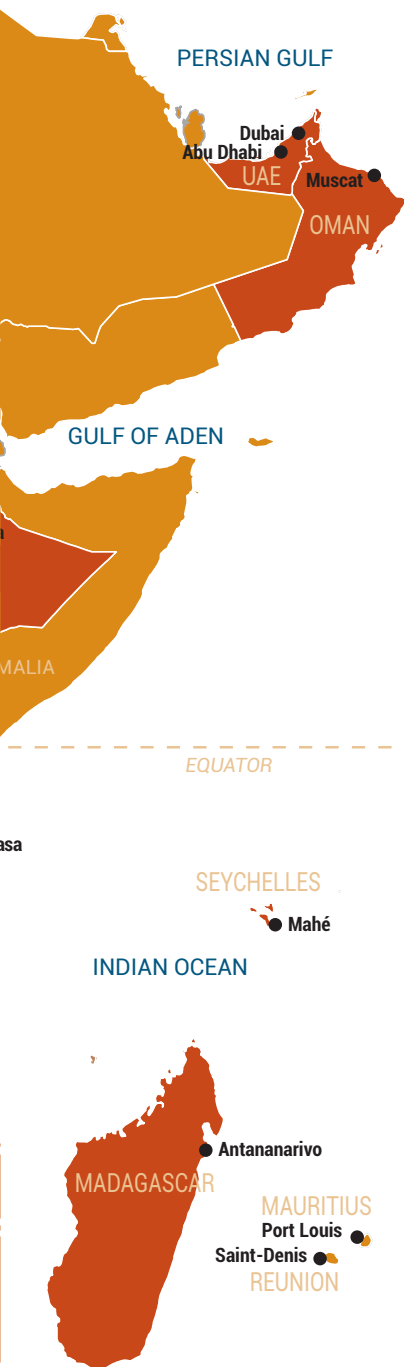 PERSIAN GULF
Dubai
Abu Dhabi
UAE
Muscat
OMAN
GULF OF ADEN
a
MALIA
EQUATOR
asa
SEYCHELLES
Mahé
INDIAN OCEAN
Antananarivo
MADAGASCAR
MAURITIUS
Port Louis
Saint-Denis
REUNION